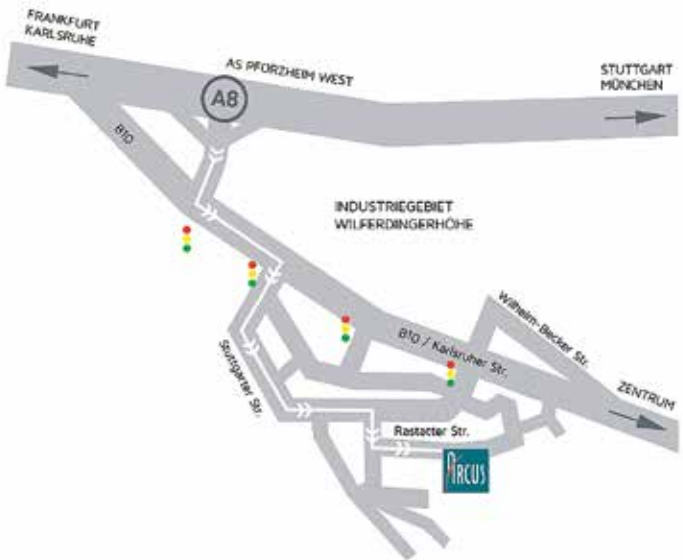 FRANKFURT
KARLSRUHE
AS PFORZHEIM WEST
STUTTGART
MÜNCHEN
A8
B10
INDUSTRIEGEBIET
WILFERDINGERHÖHE
Wilhelm-Becker Str.
B10 / Karlsruher Str.
Stuttgarter Str.
ZENTRUM
Rastatter Str.
ARCUS